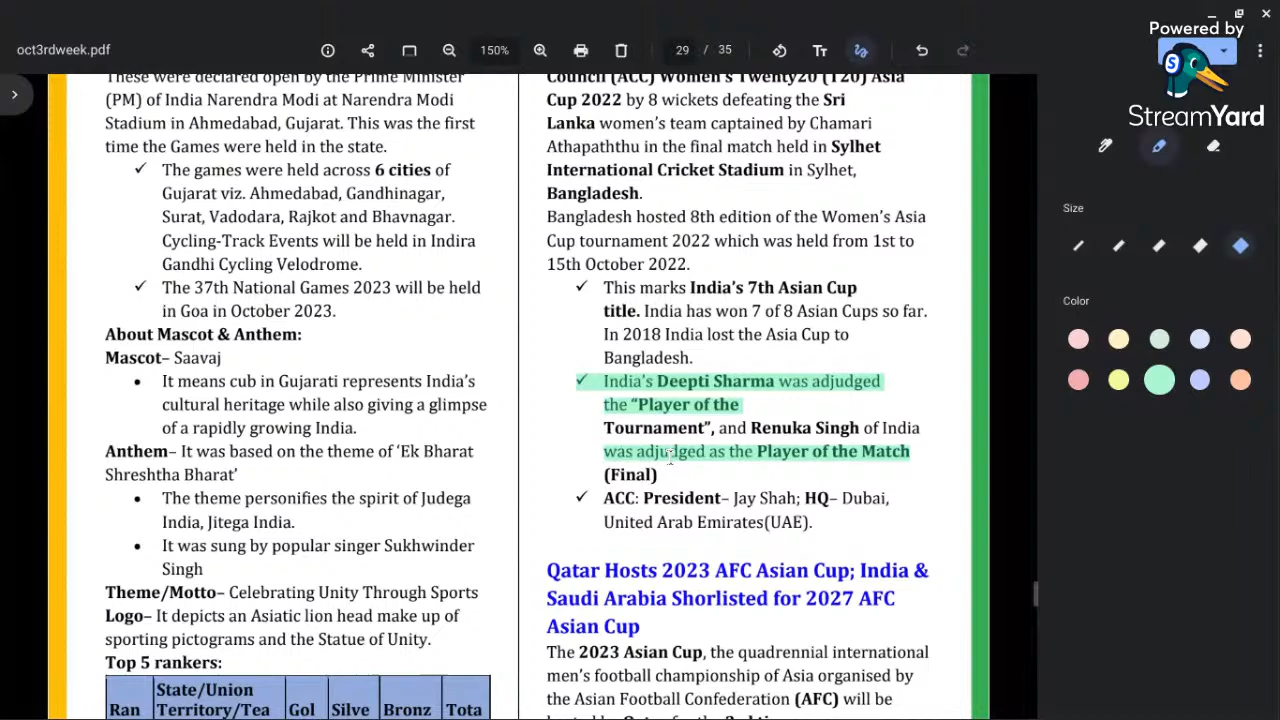 oct3rdweek.pdf
150%
29 / 35
Powered by
StreamYard
These were declared open by the Prime Minister
(PM) of India Narendra Modi at Narendra Modi
Stadium in Ahmedabad, Gujarat. This was the first
time the Games were held in the state.
✓ The games were held across 6 cities of
Gujarat viz. Ahmedabad, Gandhinagar,
Surat, Vadodara, Rajkot and Bhavnagar.
Cycling-Track Events will be held in Indira
Gandhi Cycling Velodrome.
✓ The 37th National Games 2023 will be held
in Goa in October 2023.
About Mascot & Anthem:
Mascot– Saavaj
• It means cub in Gujarati represents India’s
cultural heritage while also giving a glimpse
of a rapidly growing India.
Anthem– It was based on the theme of ‘Ek Bharat
Shreshtha Bharat’
• The theme personifies the spirit of Judega
India, Jitega India.
• It was sung by popular singer Sukhwinder
Singh
Theme/Motto– Celebrating Unity Through Sports
Logo– It depicts an Asiatic lion head make up of
sporting pictograms and the Statue of Unity.
Top 5 rankers:
Ran State/Union Territory/Tea Gol Silve Bronz Tota
Council (ACC) Women’s Twenty20 (T20) Asia
Cup 2022 by 8 wickets defeating the Sri
Lanka women’s team captained by Chamari
Athapaththu in the final match held in Sylhet
International Cricket Stadium in Sylhet,
Bangladesh.
Bangladesh hosted 8th edition of the Women’s Asia
Cup tournament 2022 which was held from 1st to
15th October 2022.
✓ This marks India’s 7th Asian Cup
title. India has won 7 of 8 Asian Cups so far.
In 2018 India lost the Asia Cup to
Bangladesh.
✓ India’s Deepti Sharma was adjudged
the “Player of the
Tournament”, and Renuka Singh of India
was adjudged as the Player of the Match
(Final)
✓ ACC: President– Jay Shah; HQ– Dubai,
United Arab Emirates(UAE).
Qatar Hosts 2023 AFC Asian Cup; India &
Saudi Arabia Shorlisted for 2027 AFC
Asian Cup
The 2023 Asian Cup, the quadrennial international
men’s football championship of Asia organised by
the Asian Football Confederation (AFC) will be
Size
Color